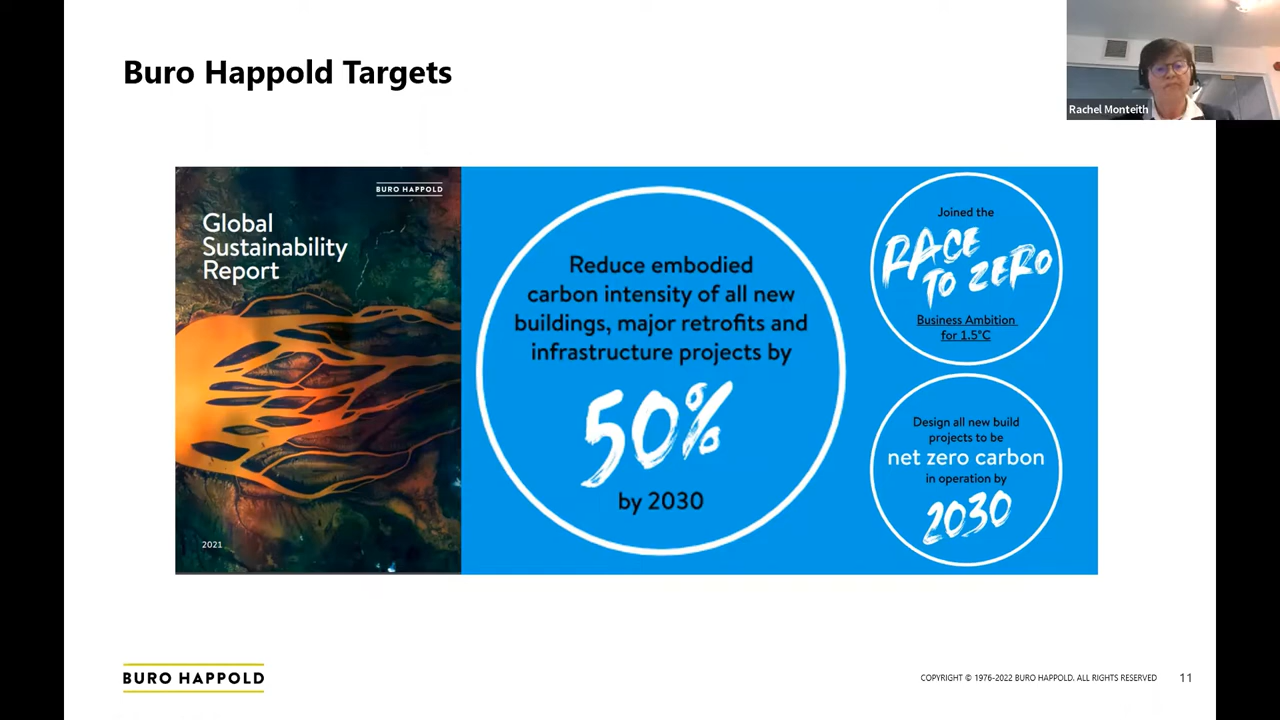 Buro Happold Targets
Rachel Monteith
BURO HAPPOLD
Global
Sustainability
Report
2021
Reduce embodied
carbon intensity of all new
buildings, major retrofits and
infrastructure projects by
50%
by 2030
Joined the
RACE
TO ZERO
Business Ambition
for 1.5°C
Design all new build
projects to be
net zero carbon
in operation by
2030
BURO HAPPOLD
COPYRIGHT © 1976-2022 BURO HAPPOLD. ALL RIGHTS RESERVED
11